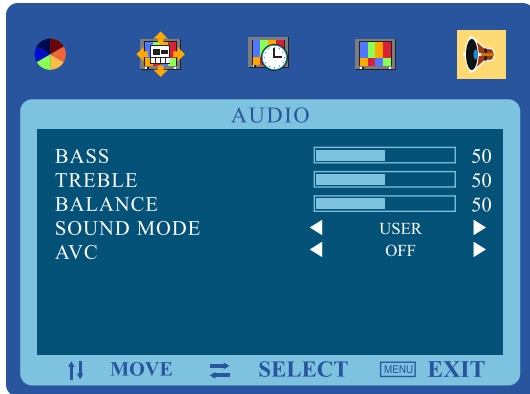 AUDIO
BASS 50
TREBLE 50
BALANCE 50
SOUND MODE USER
AVC OFF
MOVE SELECT MENU EXIT